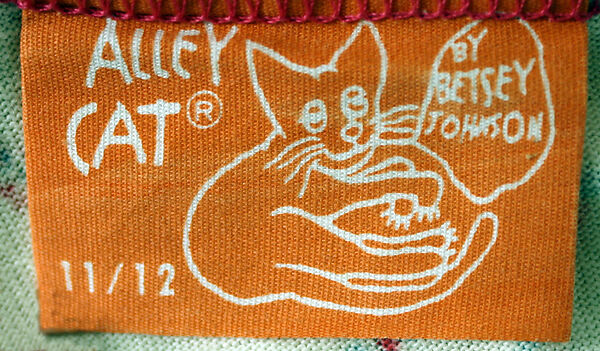 ALLEY
CAT®
BY
BETSEY
JOHNSON
11/12